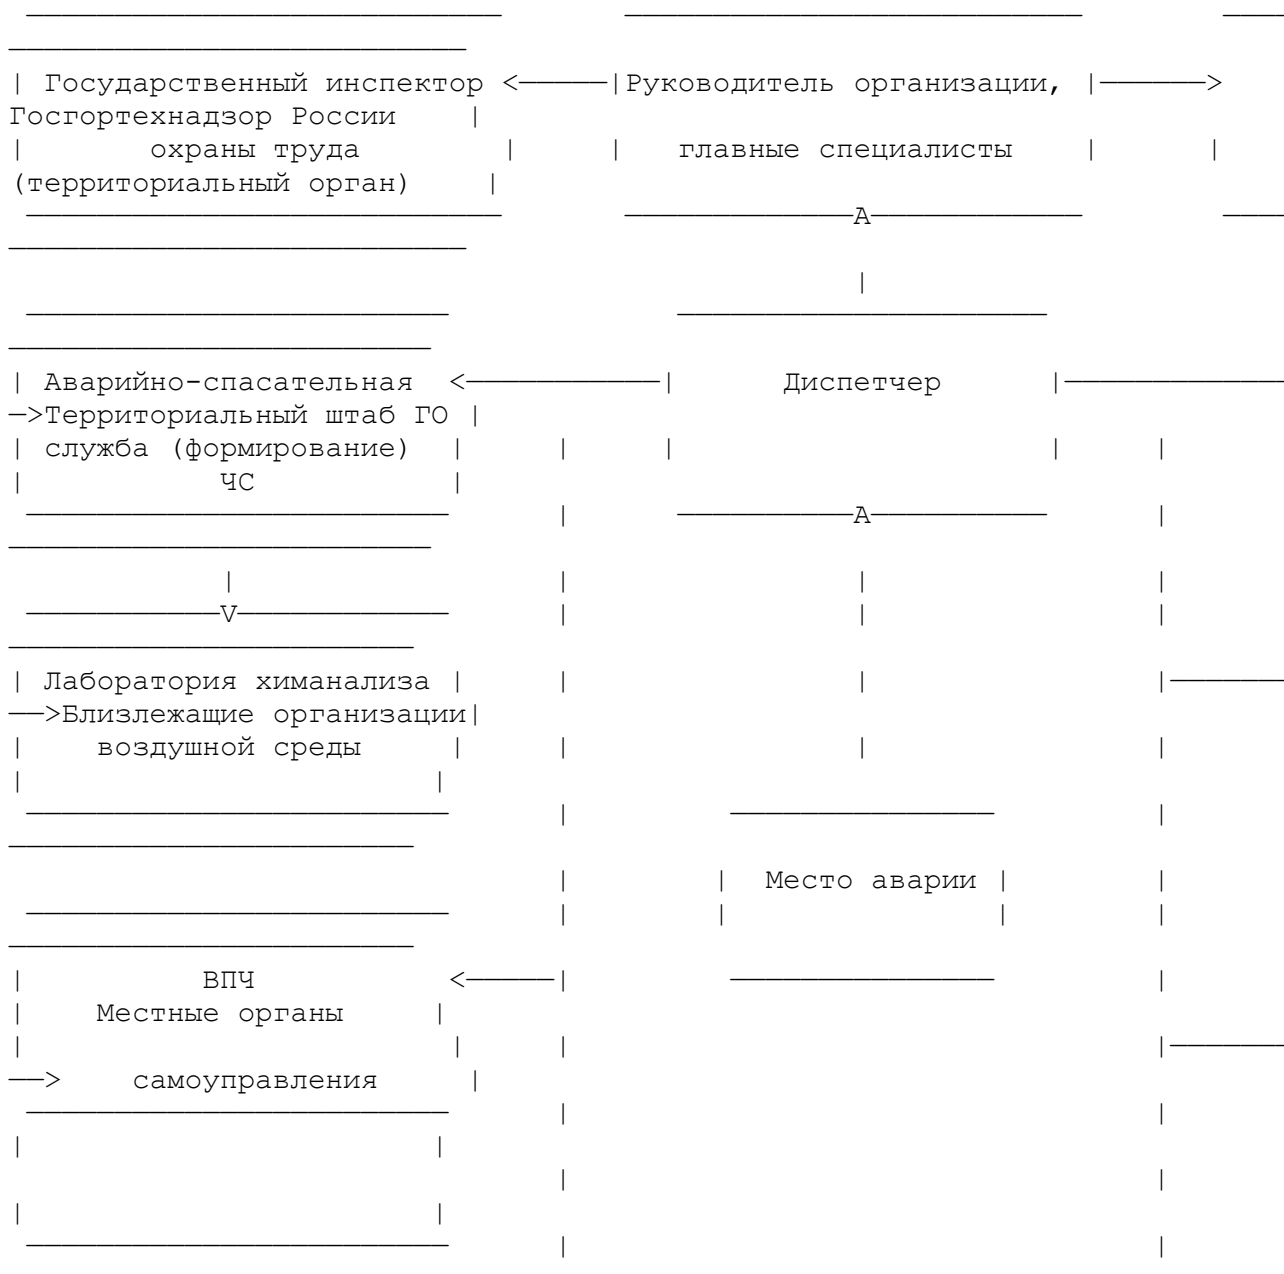 Государственный инспектор <—————|Руководитель организации, |——————>
Госгортехнадзор России |
| охраны труда | | главные специалисты | |
(территориальный орган) |
A
| Аварийно-спасательная <———————————| Диспетчер |—————————————
—>Территориальный штаб ГО |
| служба (формирование) | | | | |
| ЧС |
A
V
| Лаборатория химанализа | | | |———————
——>Близлежащие организации|
| воздушной среды | | | |
| Место аварии | |
| ВПЧ <—————| |
| Местные органы |
——> самоуправления |